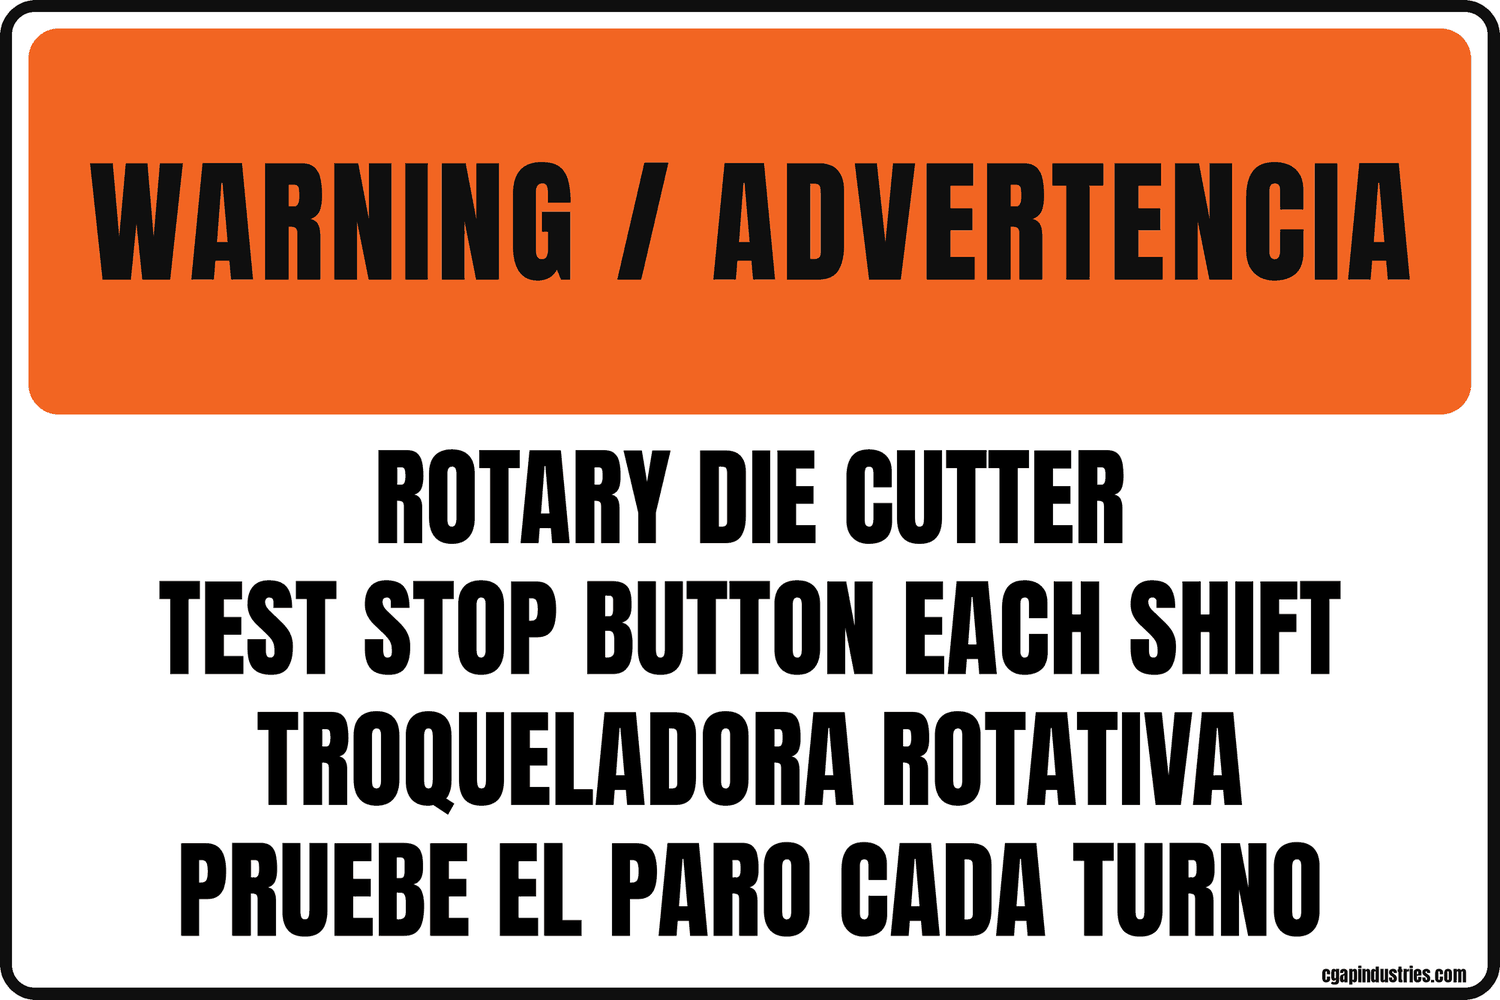 WARNING / ADVERTENCIA
ROTARY DIE CUTTER
TEST STOP BUTTON EACH SHIFT
TROQUELADORA ROTATIVA
PRUEBE EL PARO CADA TURNO
cgapindustries.com